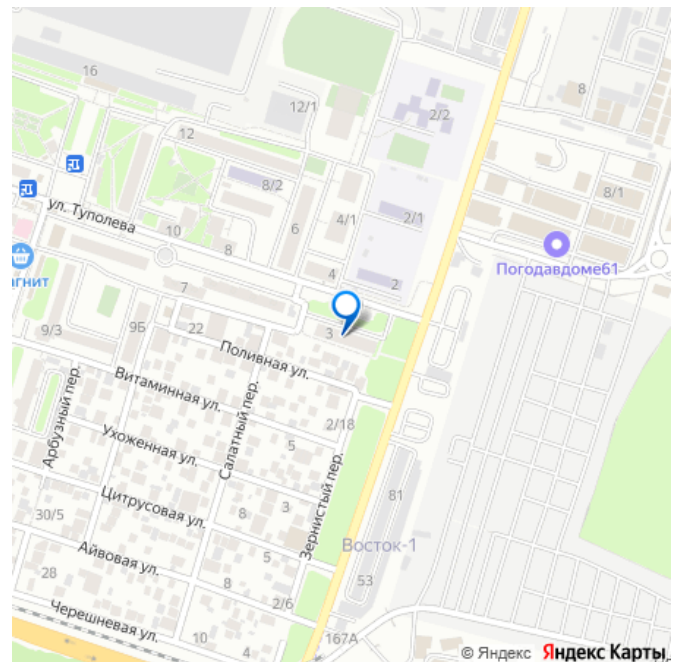 16
12/1
8
2/2
12
8/2
8/1
6
ул. Туполева
4/1
2/1
10
8
Погодавдоме61
4
2
агнит
7
3
9/3
9Б
22
Поливная ул.
Витаминная ул.
Арбузный пер.
Салатный пер.
2/18
5
Ухоженная ул.
Зернистый пер.
81
Цитрусовая ул.
3
30/5
8
Восток-1
Айвовая ул.
5
28
8
53
2/6
Черешневая ул.
10
4
167А
© Яндекс Яндекс Карты